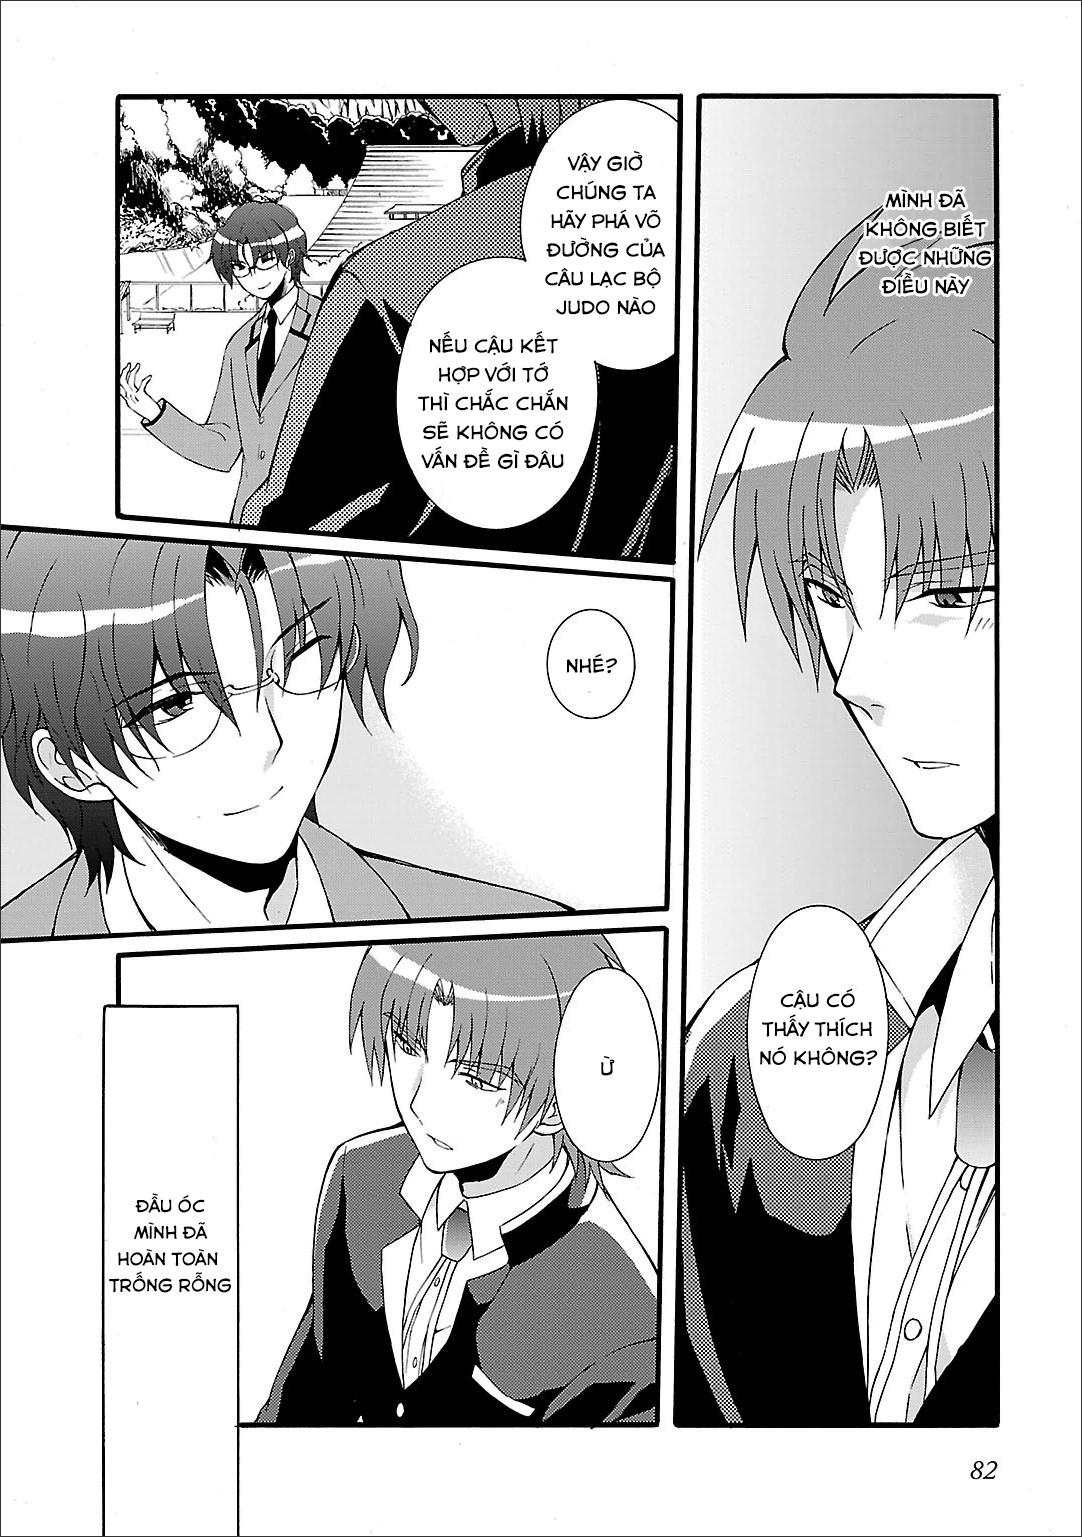 MÌNH ĐÃ
KHÔNG BIẾT
ĐƯỢC NHỮNG
ĐIỀU NÀY
CẬU CÓ
THẤY THÍCH
NÓ KHÔNG?
VẬY GIỜ
CHÚNG TA
HÃY PHÁ VÕ
ĐƯỜNG CỦA
CÂU LẠC BỘ
JUDO NÀO
NẾU CẬU KẾT
HỢP VỚI TỚ
THÌ CHẮC CHẮN
SẼ KHÔNG CÓ
VẤN ĐỀ GÌ ĐÂU
NHÉ?
Ừ
ĐẦU ÓC
MÌNH ĐÃ
HOÀN TOÀN
TRỐNG RỖNG
82